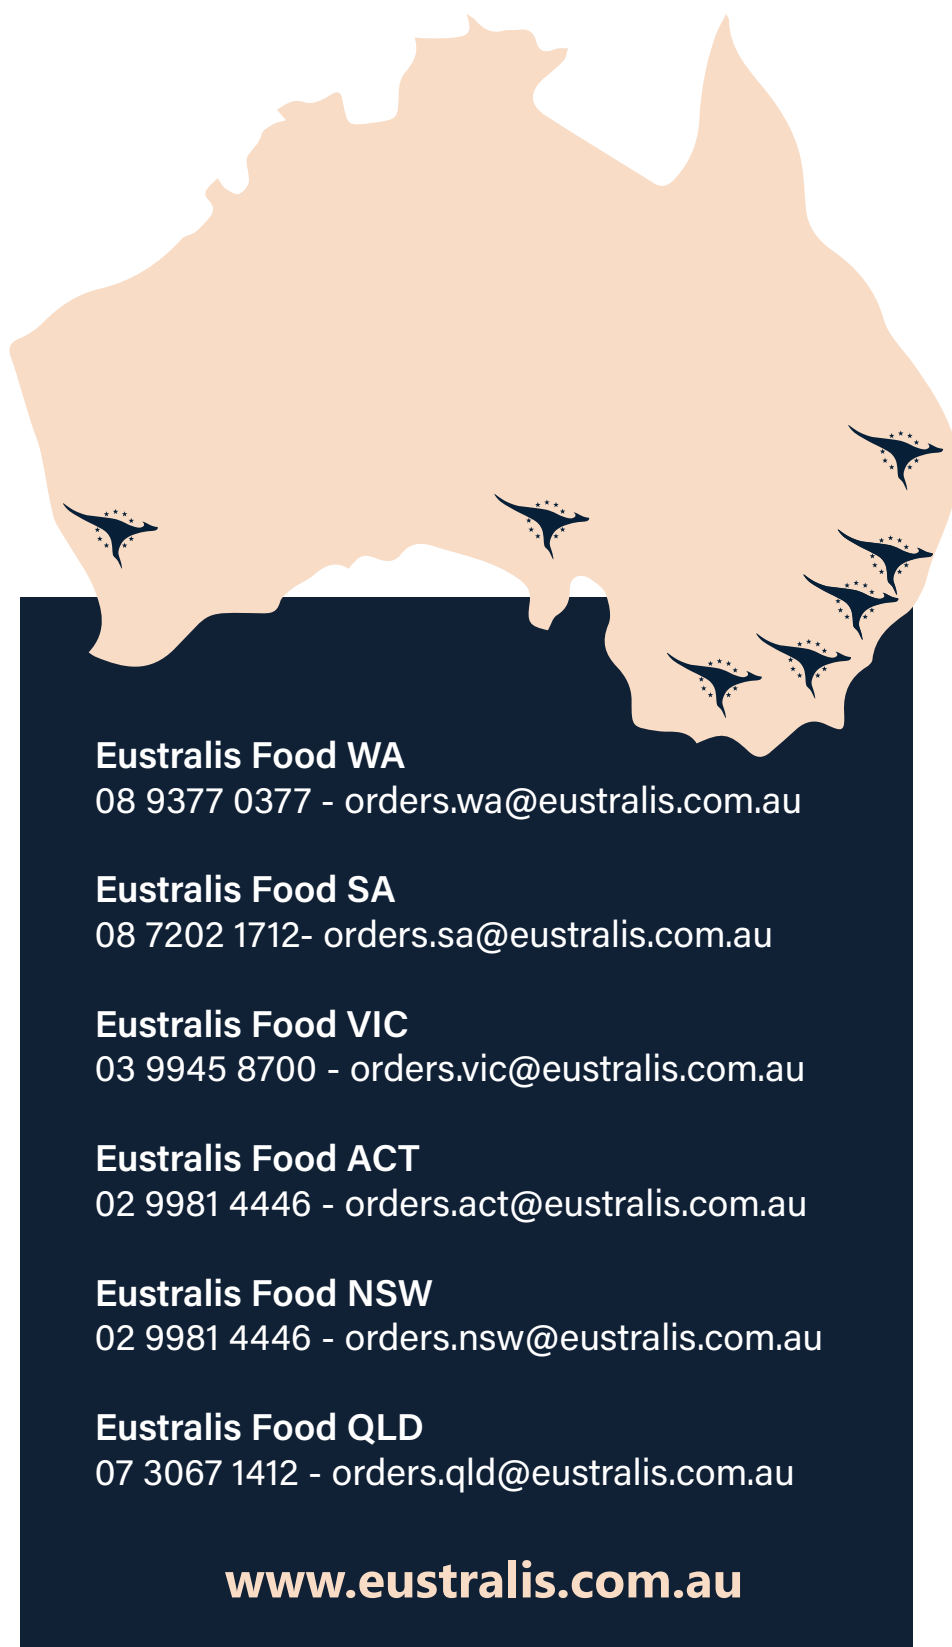 Eustralis Food WA
08 9377 0377 - orders.wa@eustralis.com.au
Eustralis Food SA
08 7202 1712- orders.sa@eustralis.com.au
Eustralis Food VIC
03 9945 8700 - orders.vic@eustralis.com.au
Eustralis Food ACT
02 9981 4446 - orders.act@eustralis.com.au
Eustralis Food NSW
02 9981 4446 - orders.nsw@eustralis.com.au
Eustralis Food QLD
07 3067 1412 - orders.qld@eustralis.com.au
www.eustralis.com.au